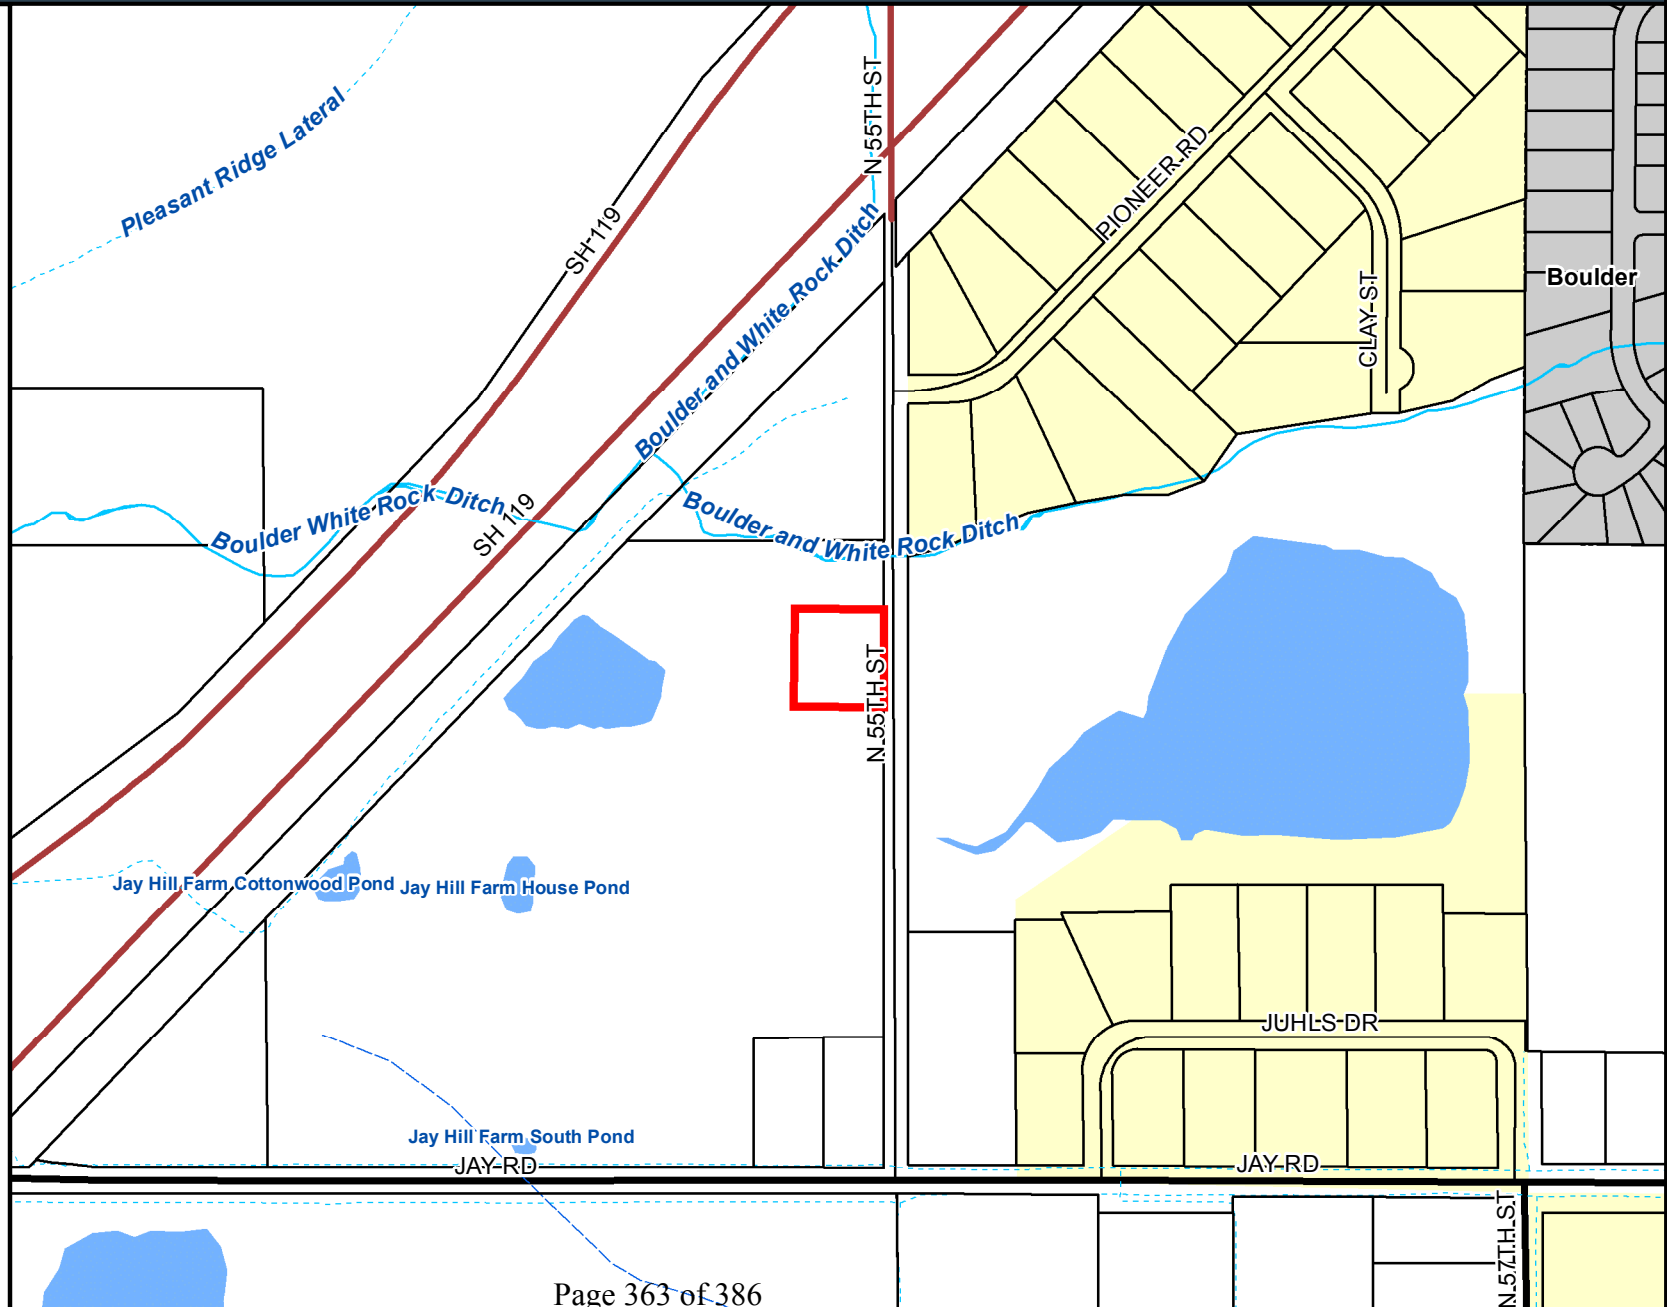 N 55TH ST
Pleasant Ridge Lateral
PIONEER RD
SH 119
Boulder and White Rock Ditch
Boulder
CLAY ST
Boulder White Rock Ditch
SH 119
Boulder and White Rock Ditch
N 55TH ST
Jay Hill Farm Cottonwood Pond
Jay Hill Farm House Pond
JUHLS DR
Jay Hill Farm South Pond
JAY RD
JAY RD
N 57TH ST
Page 363 of 386